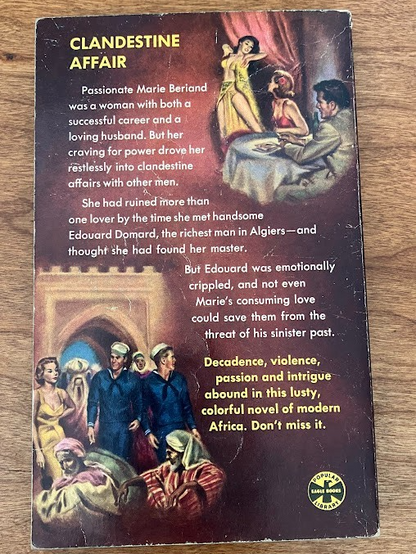 CLANDESTINE
AFFAIR
Passionate Marie Beriand
was a woman with both a
successful career and a
loving husband. But her
craving for power drove her
restlessly into clandestine
affairs with other men.
She had ruined more than
one lover by the time she met handsome
Edouard Domard, the richest man in Algiers—and
thought she had found her master.
But Edouard was emotionally
crippled, and not even
Marie's consuming love
could save them from the
threat of his sinister past.
Decadence, violence,
passion and intrigue
abound in this lusty,
colorful novel of modern
Africa. Don't miss it.
POPULAR
EAGLE BOOKS
LIBRARY